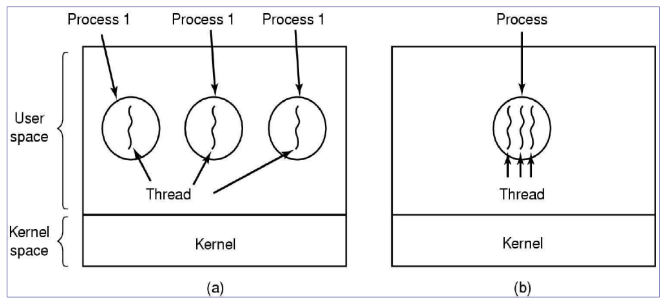 Process 1 Process 1 Process 1 Process
User
space
Thread Thread
Kernel
space
Kernel Kernel
(a) (b)